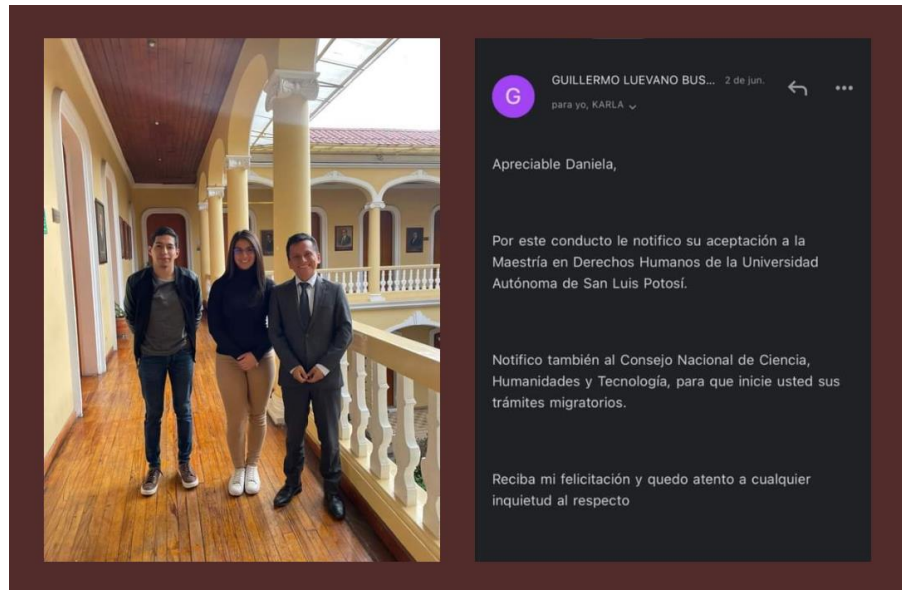 G
GUILLERMO LUEVANO BUS... 2 de jun.
para yo, KARLA
Apreciable Daniela,
Por este conducto le notifico su aceptación a la
Maestría en Derechos Humanos de la Universidad
Autónoma de San Luis Potosí.
Notifico también al Consejo Nacional de Ciencia,
Humanidades y Tecnología, para que inicie usted sus
trámites migratorios.
Reciba mi felicitación y quedo atento a cualquier
inquietud al respecto